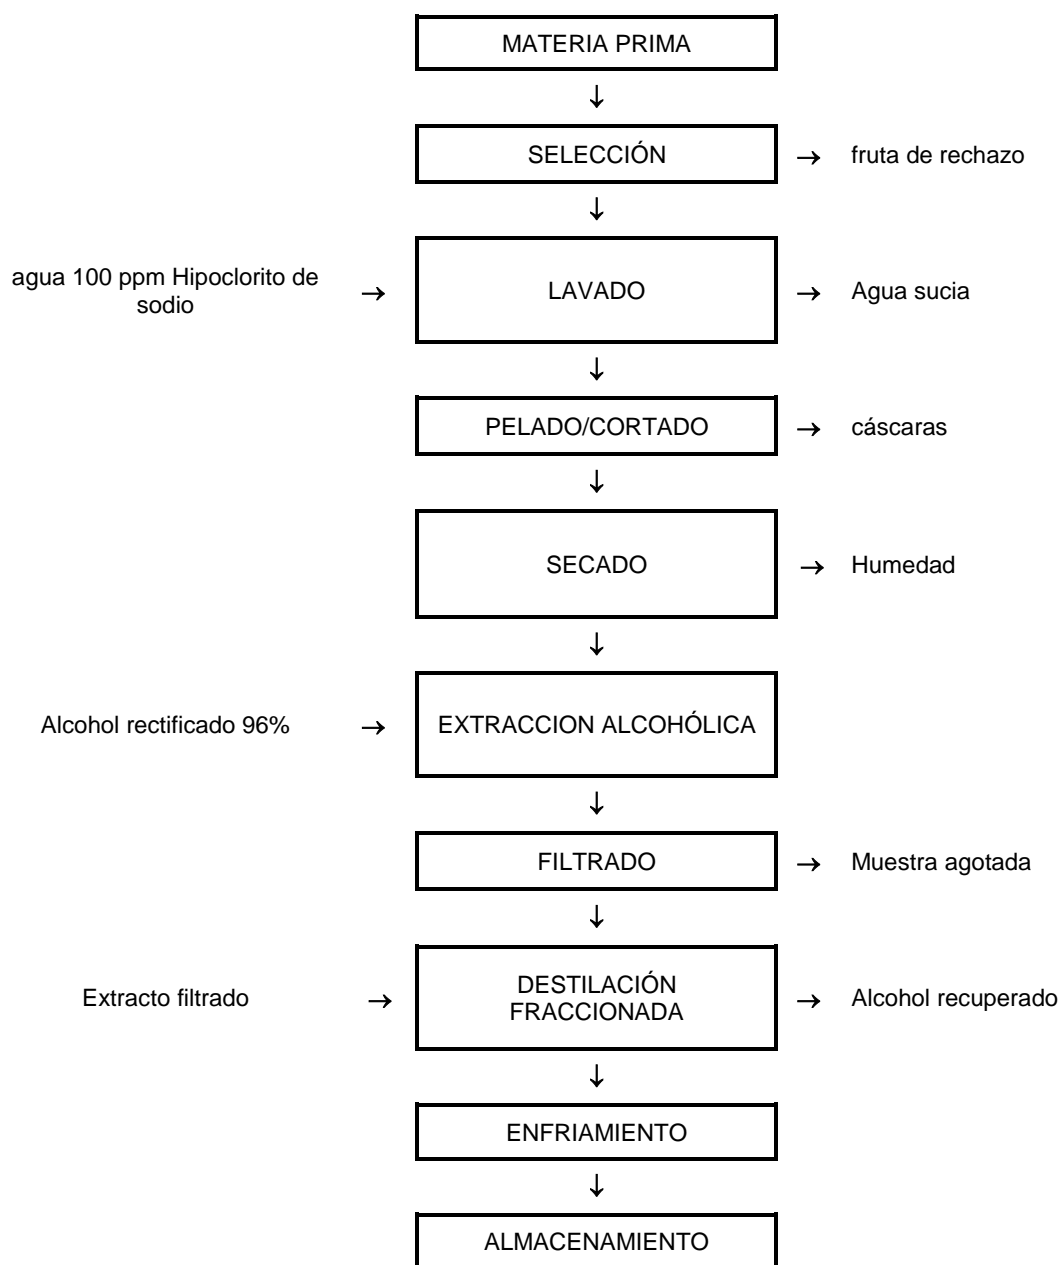 MATERIA PRIMA
↓
SELECCIÓN → fruta de rechazo
↓
agua 100 ppm Hipoclorito de
sodio → LAVADO → Agua sucia
↓
PELADO/CORTADO → cáscaras
↓
SECADO → Humedad
↓
Alcohol rectificado 96% → EXTRACCION ALCOHÓLICA
↓
FILTRADO → Muestra agotada
↓
Extracto filtrado → DESTILACIÓN
FRACCIONADA → Alcohol recuperado
↓
ENFRIAMIENTO
↓
ALMACENAMIENTO